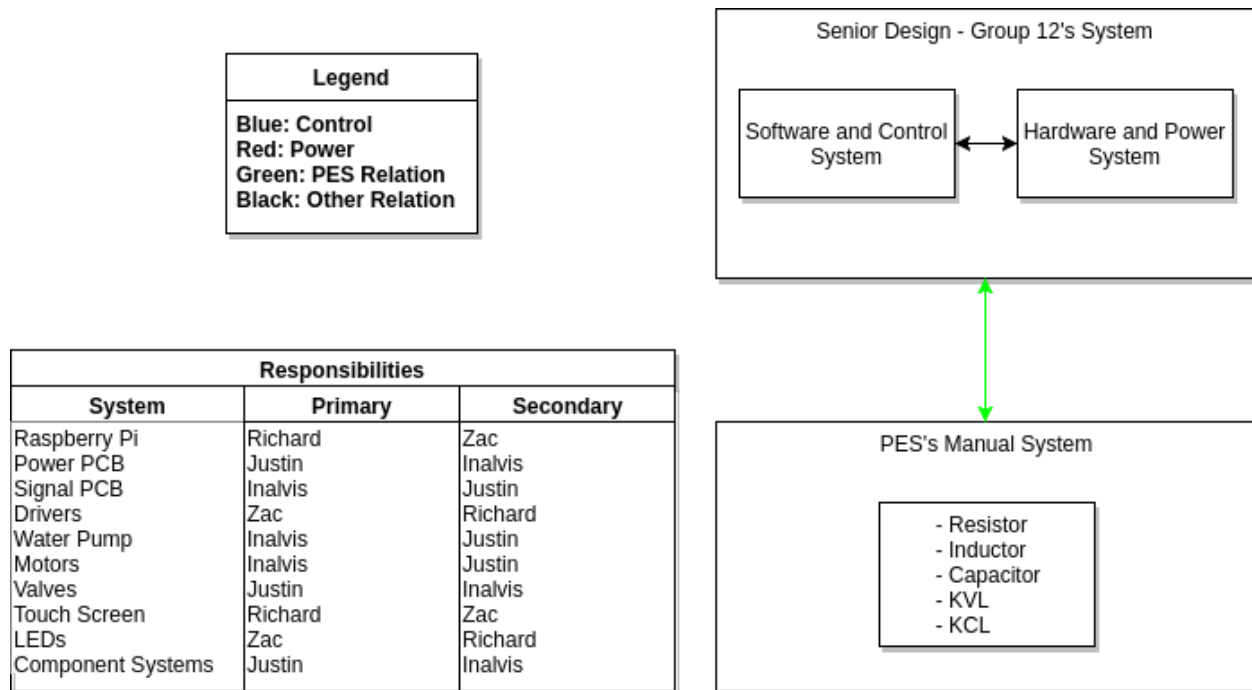 Legend
Blue: Control
Red: Power
Green: PES Relation
Black: Other Relation
Senior Design - Group 12's System
Software and Control
System
Hardware and Power
System
Responsibilities
System Primary Secondary
Raspberry Pi Richard Zac
Power PCB Justin Inalvis
Signal PCB Inalvis Justin
Drivers Zac Richard
Water Pump Inalvis Justin
Motors Inalvis Justin
Valves Justin Inalvis
Touch Screen Richard Zac
LEDs Zac Richard
Component Systems Justin Inalvis
PES's Manual System
- Resistor
- Inductor
- Capacitor
- KVL
- KCL